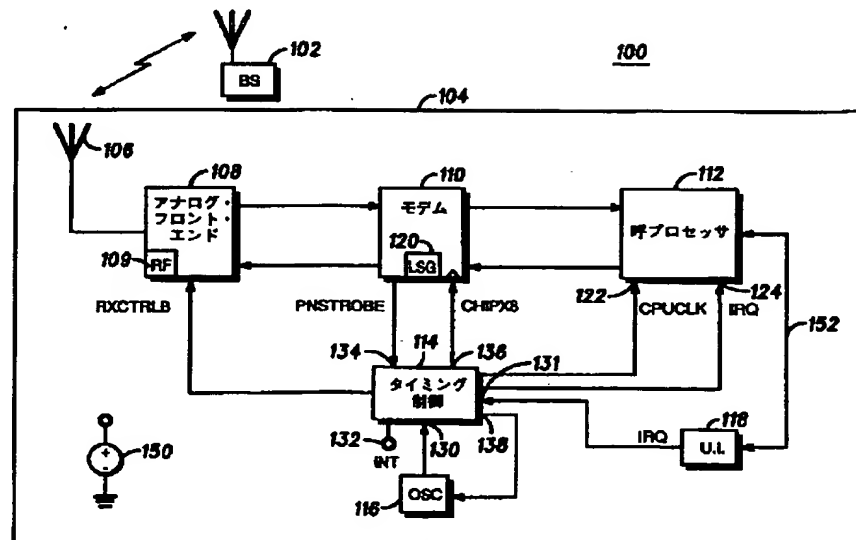 100
102
BS
104
106
108
アナログ・
フロント・
エンド
109
RF
110
モデム
120
LSG
112
呼プロセッサ
RXCTRLB
PNSTROBE
CHIPX8
122
CPUCLK
IRQ
124
152
134
114
136
タイミング
制御
131
138
132
INT
130
IRQ
118
U.I.
150
116
OSC